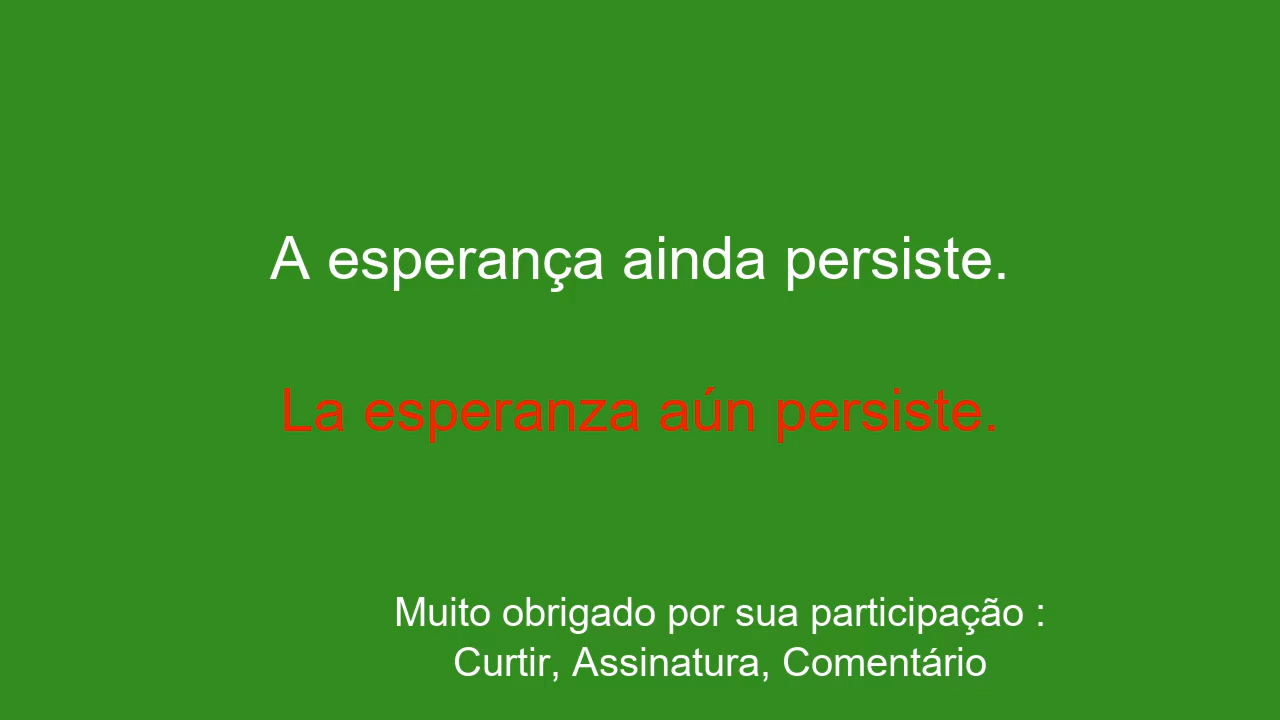 A esperança ainda persiste.
La esperanza aún persiste.
Muito obrigado por sua participação :
Curtir, Assinatura, Comentário